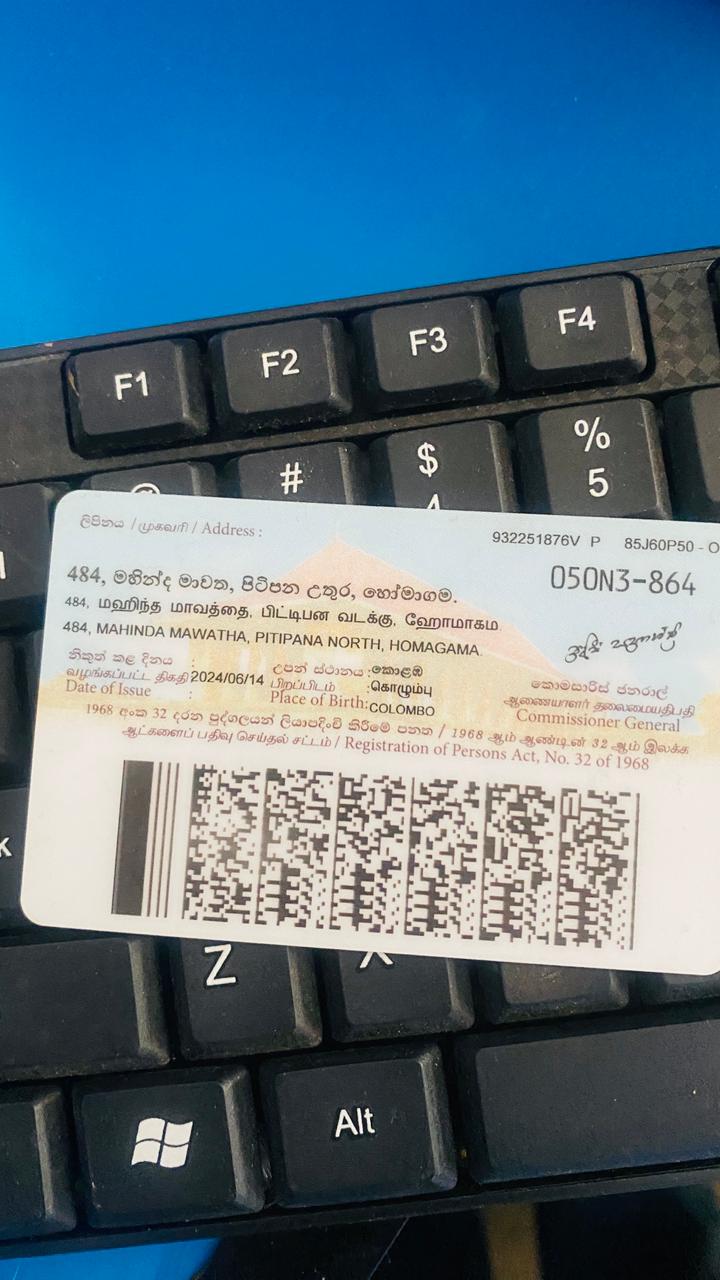 F1 F2 F3 F4
# $ %
5
ලිපිනය / முகவரி / Address :
932251876V P 85J60P50 - 
050N3-864
484, මහින්ද මාවත, පිටිපන උතුර, හෝමාගම.
484, மஹிந்த மாவத்தை, பிட்டிபன வடக்கு, ஹோமாகம
484, MAHINDA MAWATHA, PITIPANA NORTH, HOMAGAMA.
නිකුත් කළ දිනය :
வழங்கப்பட்ட திகதி 2024/06/14
Date of Issue :
උපන් ස්ථානය : කොළඹ
பிறப்பிடம் : கொழும்பு
Place of Birth: COLOMBO
කොමසාරිස් ජනරාල්
ஆணையாளர் தலைமையதிபதி
Commissioner General
1968 අංක 32 දරන පුද්ගලයන් ලියාපදිංචි කිරීමේ පනත / 1968 ஆம் ஆண்டின் 32 ஆம் இலக்க
ஆட்களைப் பதிவு செய்தல் சட்டம் / Registration of Persons Act, No. 32 of 1968
Z
Alt